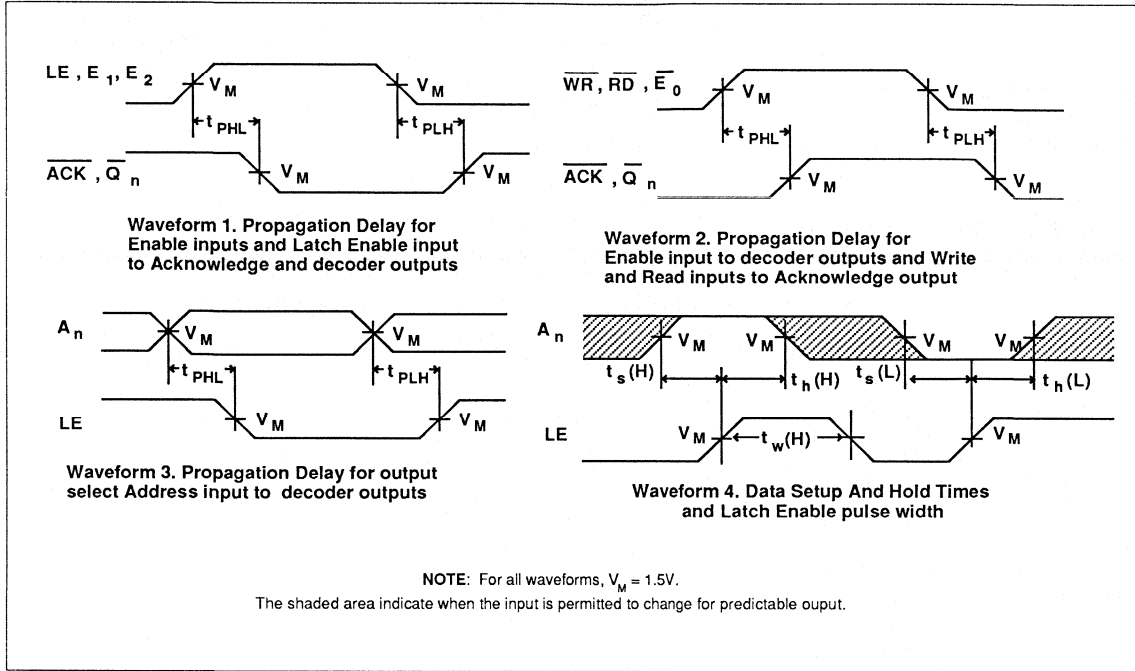 LE , E1, E2
VM
VM
tPHL
tPLH
ACK , Qn
VM
VM
Waveform 1. Propagation Delay for
Enable inputs and Latch Enable input
to Acknowledge and decoder outputs
WR, RD, E0
VM
VM
tPHL
tPLH
ACK , Qn
VM
VM
Waveform 2. Propagation Delay for
Enable input to decoder outputs and Write
and Read inputs to Acknowledge output
An
VM
VM
tPHL
tPLH
LE
VM
VM
Waveform 3. Propagation Delay for output
select Address input to decoder outputs
An
VM
VM
VM
VM
ts(H)
th(H)
ts(L)
th(L)
LE
VM
tw(H)
VM
Waveform 4. Data Setup And Hold Times
and Latch Enable pulse width
NOTE: For all waveforms, VM = 1.5V.
The shaded area indicate when the input is permitted to change for predictable ouput.